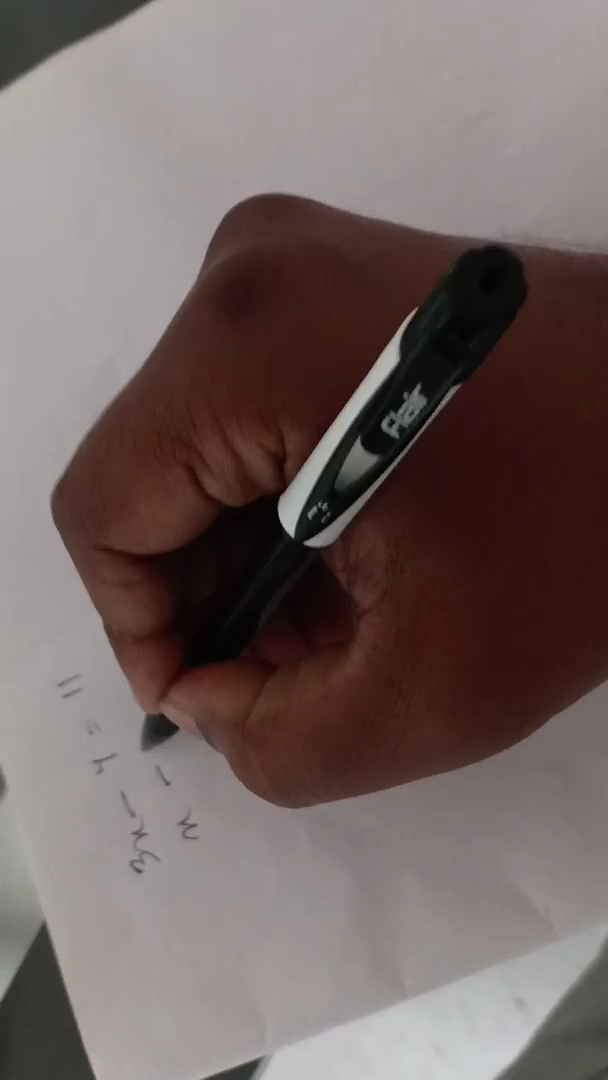 3x - 4 = 11
x -
Flair